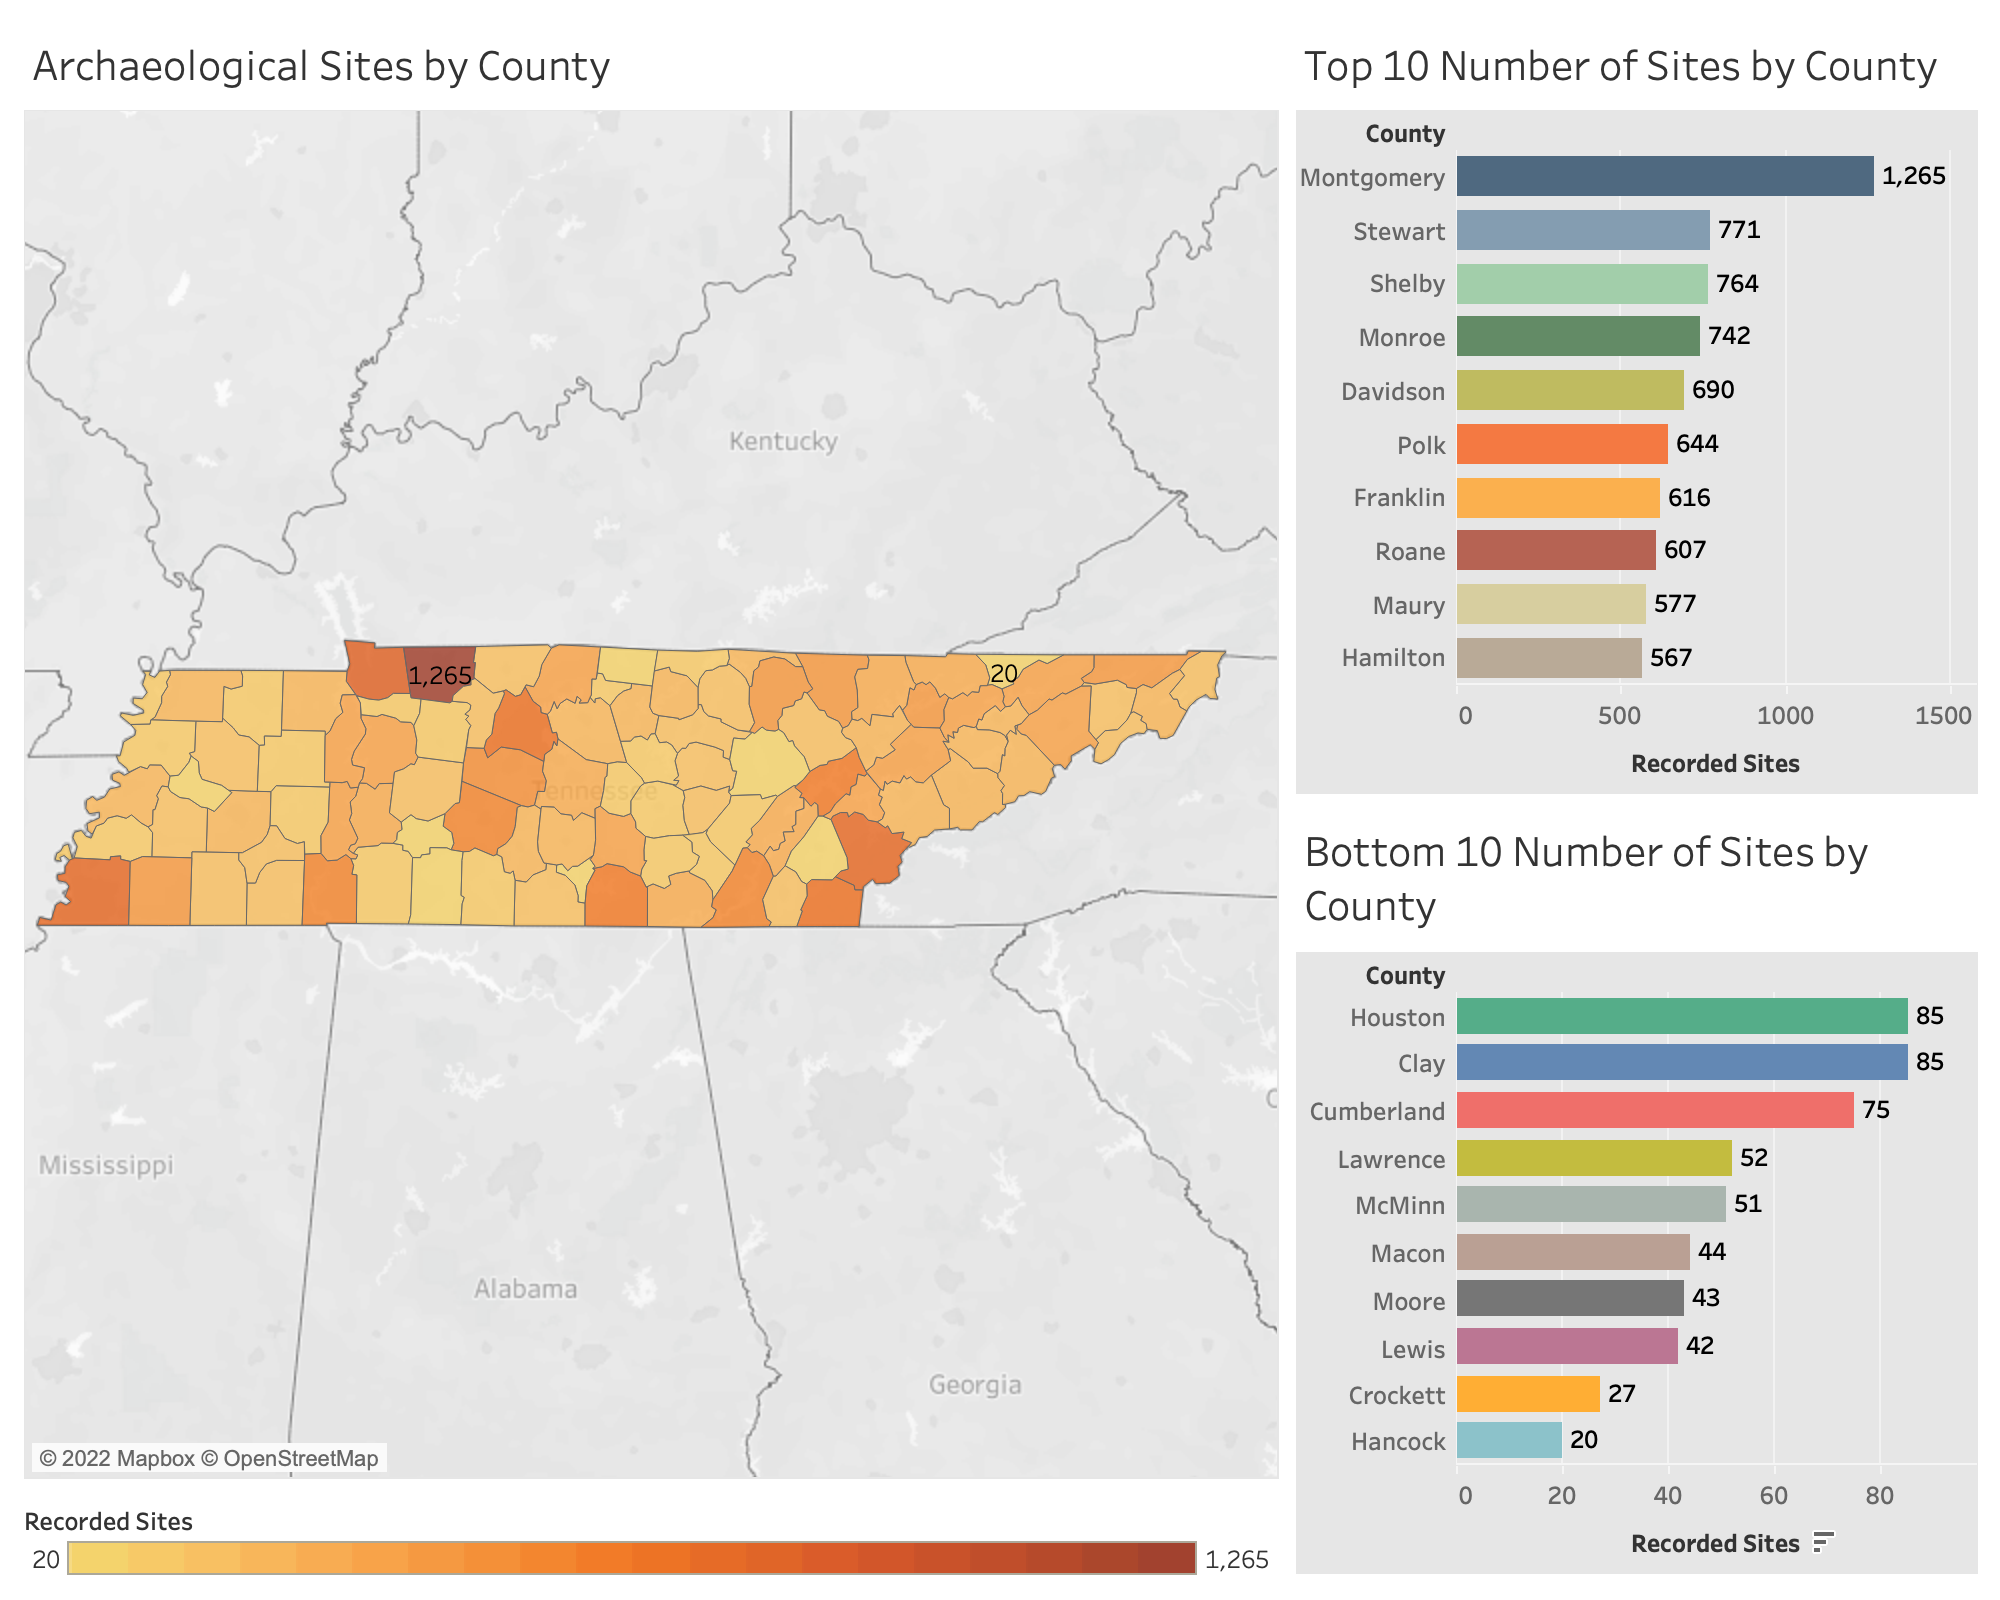 Archaeological Sites by County
Kentucky
1,265
20
Tennessee
Mississippi
Alabama
Georgia
© 2022 Mapbox © OpenStreetMap
Recorded Sites
20
1,265
Top 10 Number of Sites by County
County
Montgomery 1,265
Stewart 771
Shelby 764
Monroe 742
Davidson 690
Polk 644
Franklin 616
Roane 607
Maury 577
Hamilton 567
0 500 1000 1500
Recorded Sites
Bottom 10 Number of Sites by
County
County
Houston 85
Clay 85
Cumberland 75
Lawrence 52
McMinn 51
Macon 44
Moore 43
Lewis 42
Crockett 27
Hancock 20
0 20 40 60 80
Recorded Sites